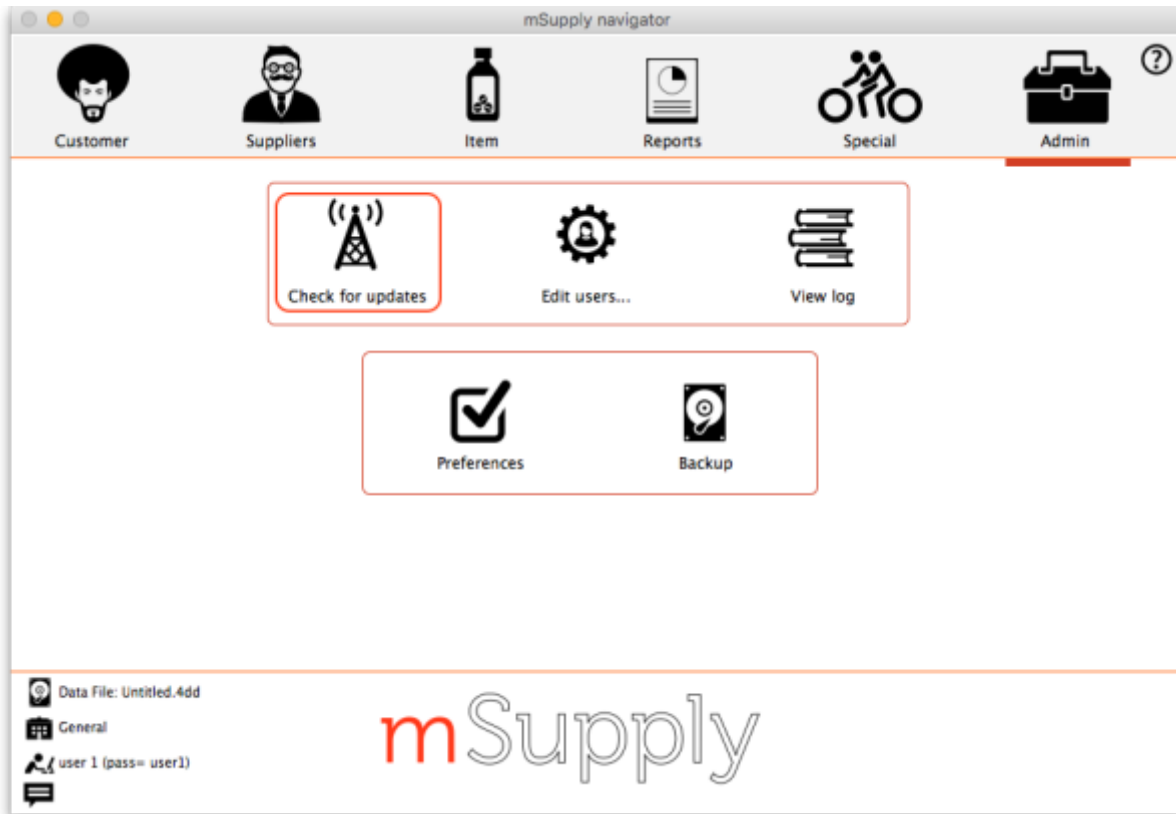 mSupply navigator
?
Customer
Suppliers
Item
Reports
Special
Admin
Check for updates
Edit users...
View log
Preferences
Backup
Data File: Untitled.4dd
General
user 1 (pass= user1)
mSupply